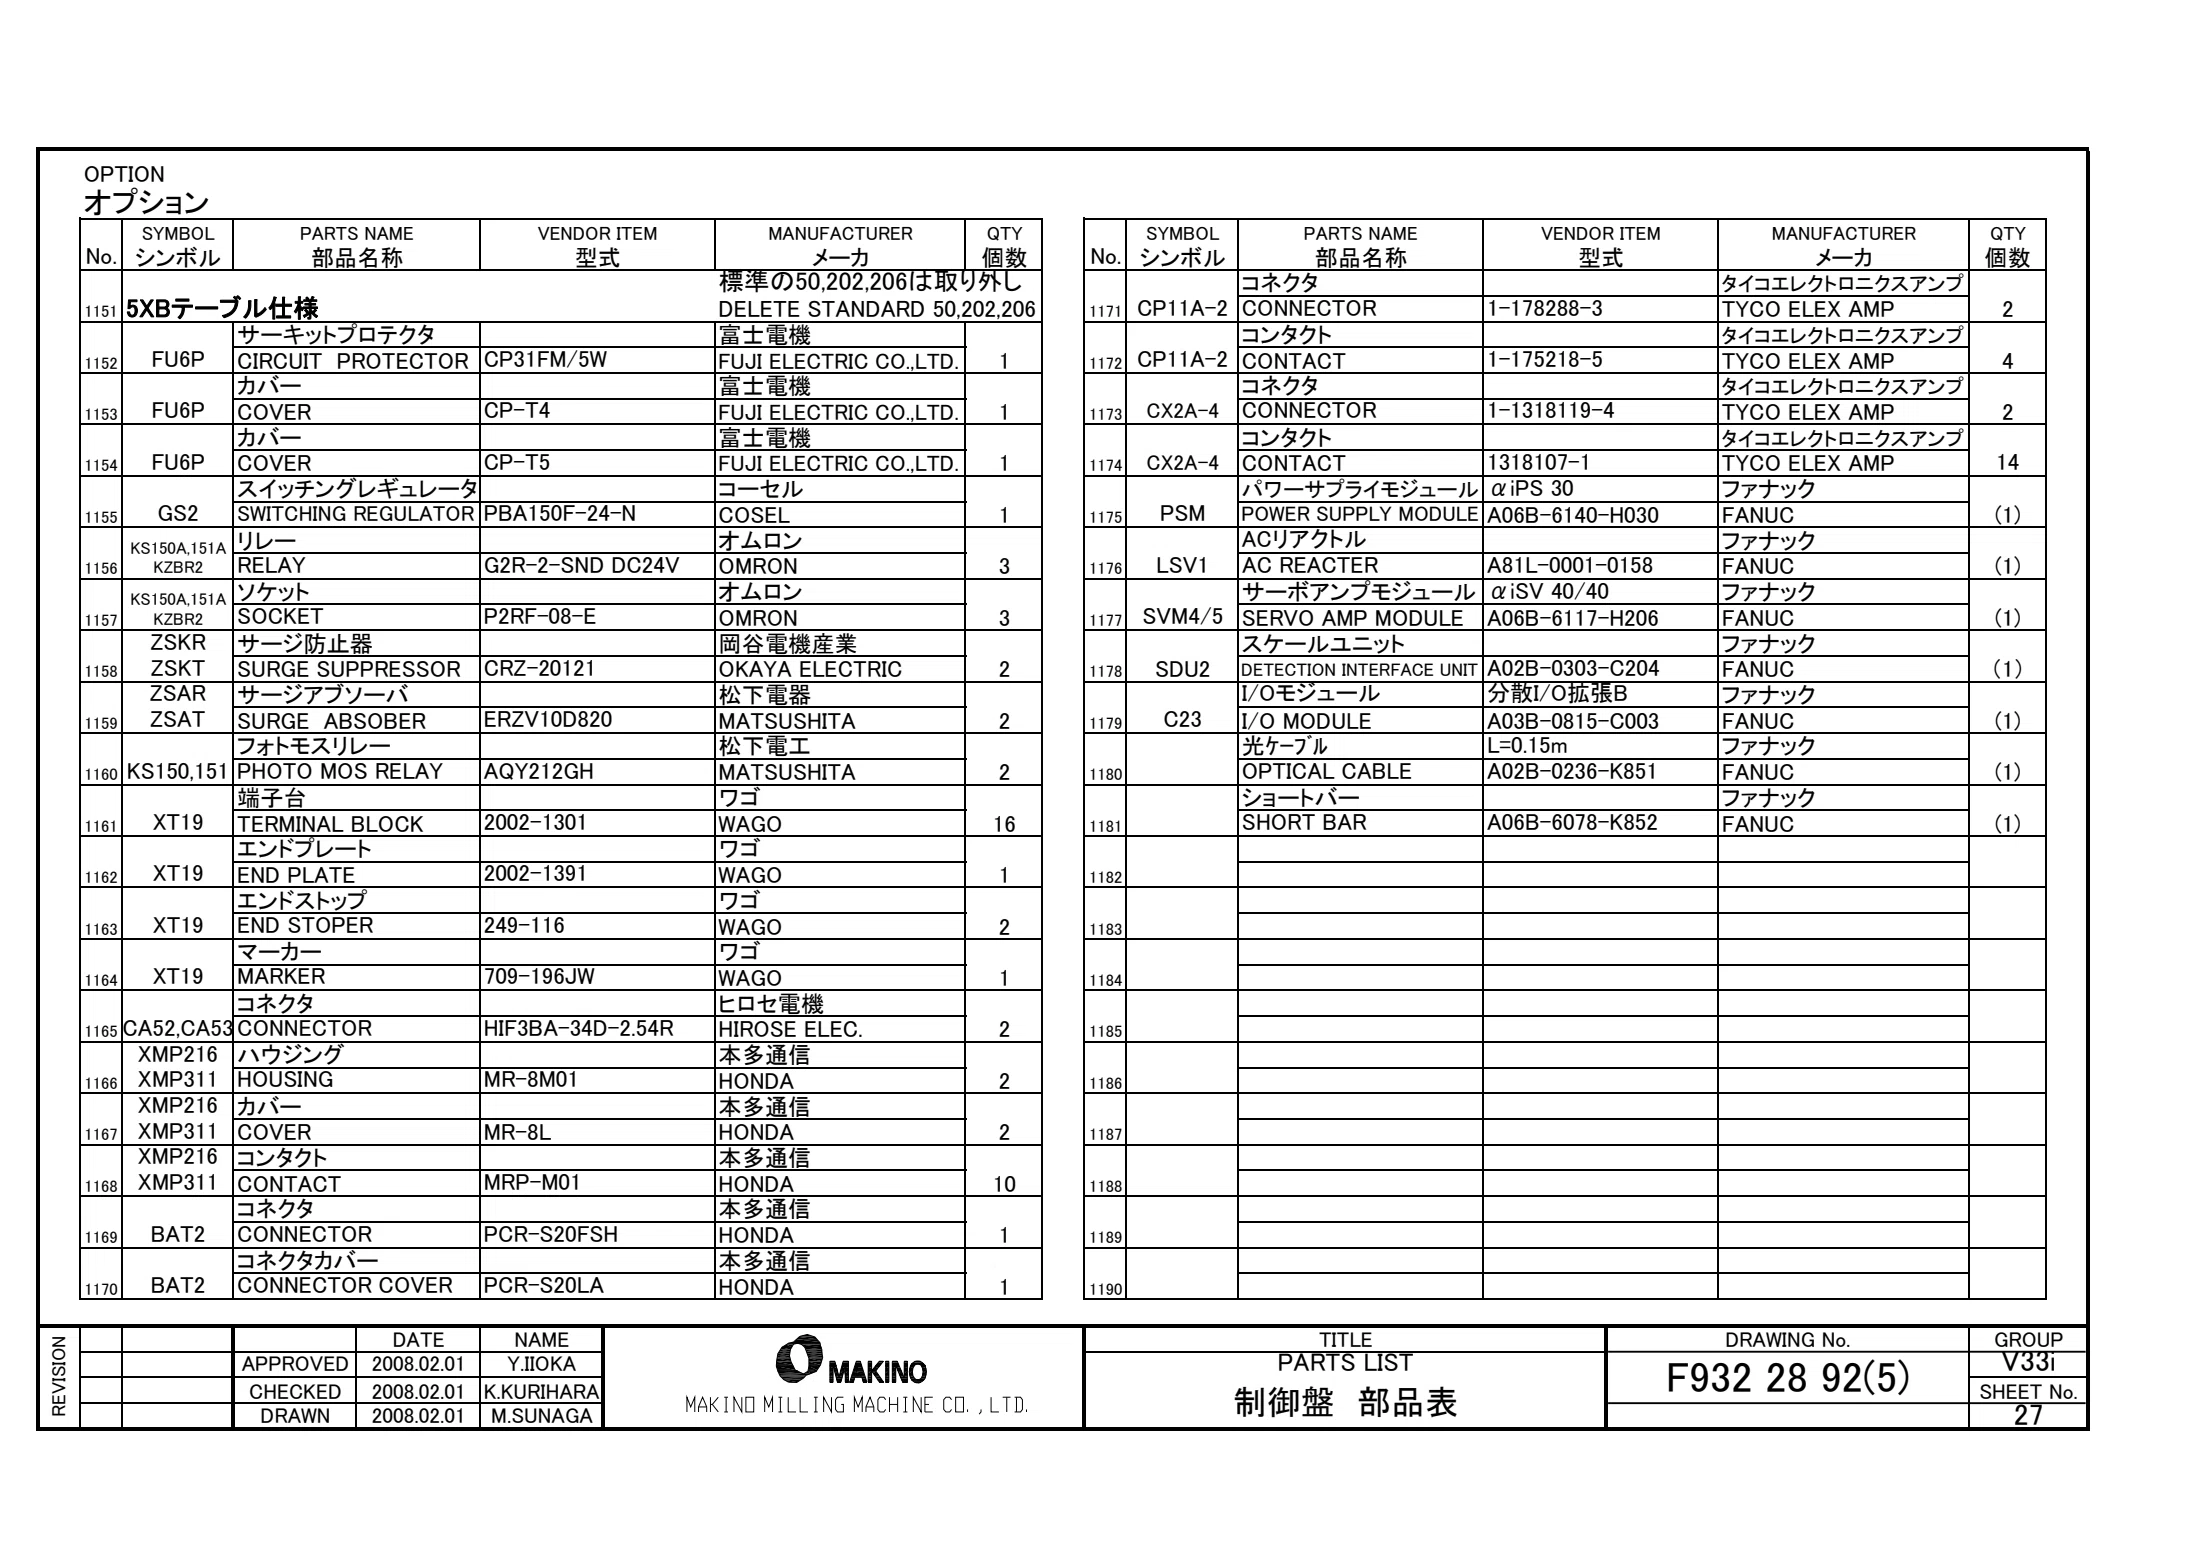 OPTION
オプション
SYMBOL PARTS NAME VENDOR ITEM MANUFACTURER QTY
No. シンボル 部品名称 型式 メーカ 個数
標準の50,202,206は取り外し
1151 5XBテーブル仕様 DELETE STANDARD 50,202,206
サーキットプロテクタ 富士電機
1152 FU6P CIRCUIT PROTECTOR CP31FM/5W FUJI ELECTRIC CO.,LTD. 1
カバー 富士電機
1153 FU6P COVER CP-T4 FUJI ELECTRIC CO.,LTD. 1
カバー 富士電機
1154 FU6P COVER CP-T5 FUJI ELECTRIC CO.,LTD. 1
スイッチングレギュレータ コーセル
1155 GS2 SWITCHING REGULATOR PBA150F-24-N COSEL 1
KS150A,151A リレー オムロン
1156 KZBR2 RELAY G2R-2-SND DC24V OMRON 3
KS150A,151A ソケット オムロン
1157 KZBR2 SOCKET P2RF-08-E OMRON 3
ZSKR サージ防止器 岡谷電機産業
1158 ZSKT SURGE SUPPRESSOR CRZ-20121 OKAYA ELECTRIC 2
ZSAR サージアブソーバ 松下電器
1159 ZSAT SURGE ABSOBER ERZV10D820 MATSUSHITA 2
フォトモスリレー 松下電工
1160 KS150,151 PHOTO MOS RELAY AQY212GH MATSUSHITA 2
端子台 ワゴ
1161 XT19 TERMINAL BLOCK 2002-1301 WAGO 16
エンドプレート ワゴ
1162 XT19 END PLATE 2002-1391 WAGO 1
エンドストップ ワゴ
1163 XT19 END STOPER 249-116 WAGO 2
マーカー ワゴ
1164 XT19 MARKER 709-196JW WAGO 1
コネクタ ヒロセ電機
1165 CA52,CA53 CONNECTOR HIF3BA-34D-2.54R HIROSE ELEC. 2
XMP216 ハウジング 本多通信
1166 XMP311 HOUSING MR-8M01 HONDA 2
XMP216 カバー 本多通信
1167 XMP311 COVER MR-8L HONDA 2
XMP216 コンタクト 本多通信
1168 XMP311 CONTACT MRP-M01 HONDA 10
コネクタ 本多通信
1169 BAT2 CONNECTOR PCR-S20FSH HONDA 1
コネクタカバー 本多通信
1170 BAT2 CONNECTOR COVER PCR-S20LA HONDA 1
SYMBOL PARTS NAME VENDOR ITEM MANUFACTURER QTY
No. シンボル 部品名称 型式 メーカ 個数
コネクタ タイコエレクトロニクスアンプ
1171 CP11A-2 CONNECTOR 1-178288-3 TYCO ELEX AMP 2
コンタクト タイコエレクトロニクスアンプ
1172 CP11A-2 CONTACT 1-175218-5 TYCO ELEX AMP 4
コネクタ タイコエレクトロニクスアンプ
1173 CX2A-4 CONNECTOR 1-1318119-4 TYCO ELEX AMP 2
コンタクト タイコエレクトロニクスアンプ
1174 CX2A-4 CONTACT 1318107-1 TYCO ELEX AMP 14
パワーサプライモジュール αiPS 30 ファナック
1175 PSM POWER SUPPLY MODULE A06B-6140-H030 FANUC (1)
ACリアクトル ファナック
1176 LSV1 AC REACTER A81L-0001-0158 FANUC (1)
サーボアンプモジュール αiSV 40/40 ファナック
1177 SVM4/5 SERVO AMP MODULE A06B-6117-H206 FANUC (1)
スケールユニット ファナック
1178 SDU2 DETECTION INTERFACE UNIT A02B-0303-C204 FANUC (1)
I/Oモジュール 分散I/O拡張B ファナック
1179 C23 I/O MODULE A03B-0815-C003 FANUC (1)
光ｹｰﾌﾞﾙ L=0.15m ファナック
1180 OPTICAL CABLE A02B-0236-K851 FANUC (1)
ショートバー ファナック
1181 SHORT BAR A06B-6078-K852 FANUC (1)
1182
1183
1184
1185
1186
1187
1188
1189
1190
REVISION
DATE NAME
APPROVED 2008.02.01 Y.IIOKA
CHECKED 2008.02.01 K.KURIHARA
DRAWN 2008.02.01 M.SUNAGA
MAKINO
MAKINO MILLING MACHINE CO.,LTD.
TITLE
PARTS LIST
制御盤 部品表
DRAWING No.
F932 28 92(5)
GROUP
V33i
SHEET No.
27